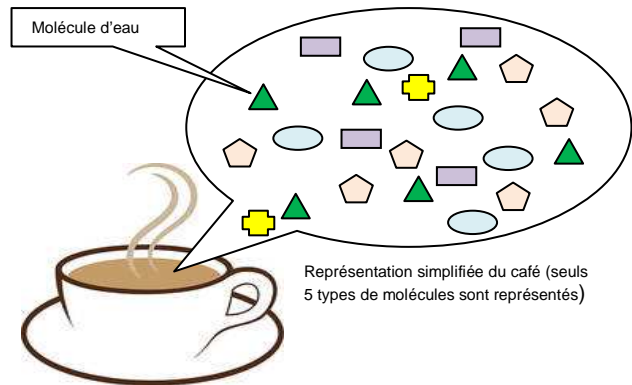 Molécule d'eau
Représentation simplifiée du café (seuls
5 types de molécules sont représentés)